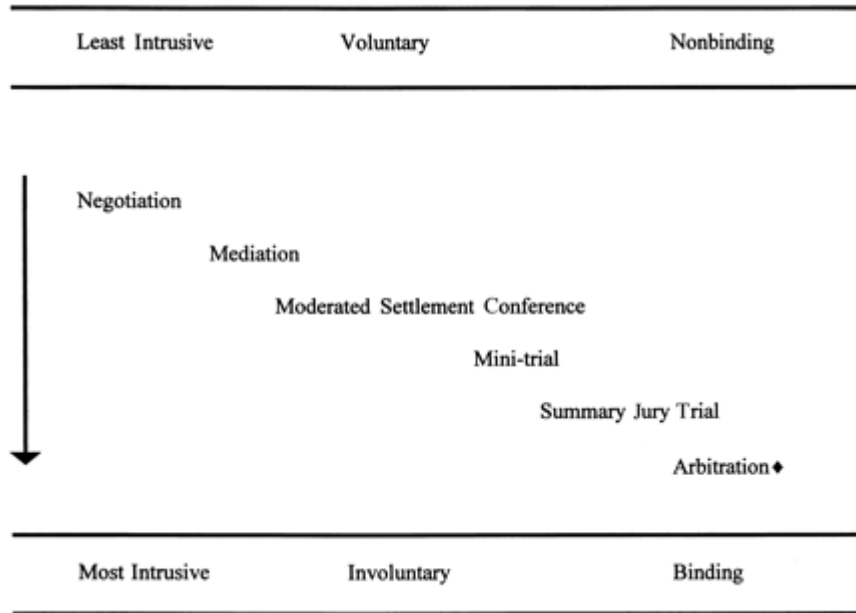 Least Intrusive Voluntary Nonbinding
Negotiation
Mediation
Moderated Settlement Conference
Mini-trial
Summary Jury Trial
Arbitration♦
Most Intrusive Involuntary Binding